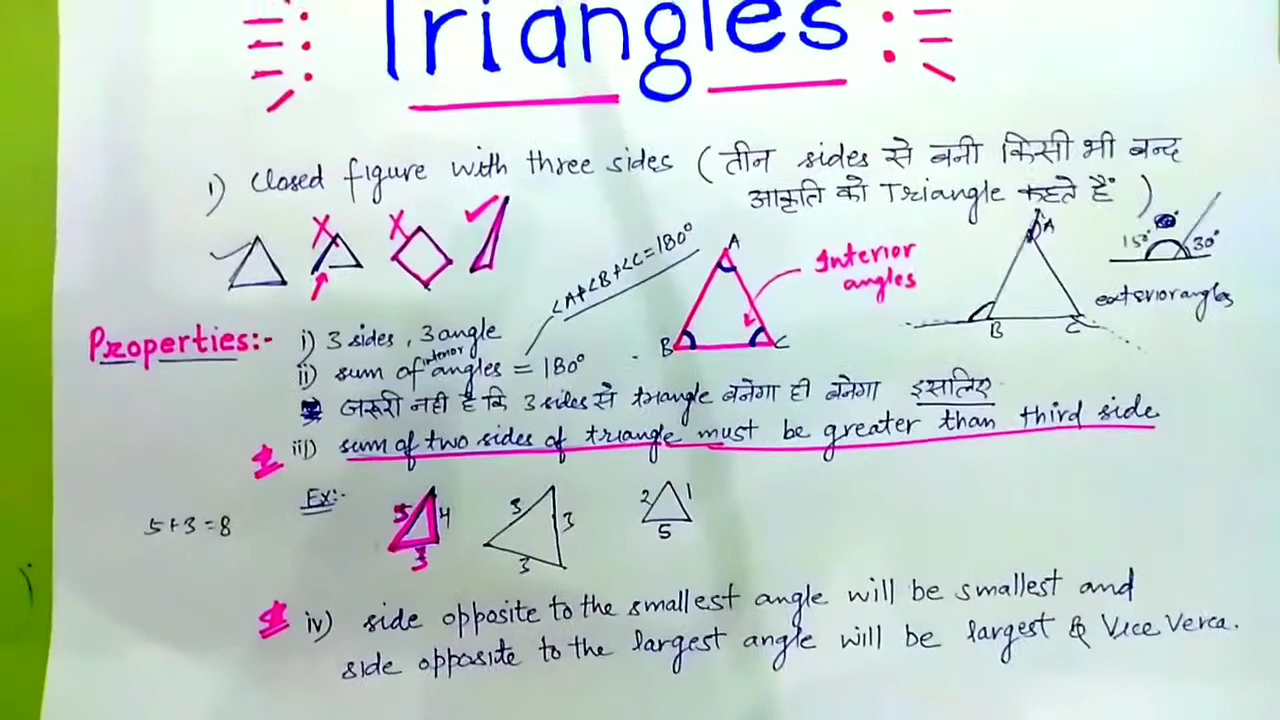 Triangles
i) Closed figure with three sides (तीन sides से बनी किसी भी बन्द
आकृति को Triangle कहते हैं )
∠A+∠B+∠C=180°
A
B
C
Interior
angles
A
B
C
150°
30°
exterior angles
Properties:-
i) 3 sides, 3 angle
ii) sum of interior angles = 180°
जरूरी नही है कि 3 sides से triangle बनेगा ही बनेगा इसलिए
iii) sum of two sides of triangle must be greater than third side
Ex:-
5+3=8
5
4
3
3
3
3
2
1
5
iv) side opposite to the smallest angle will be smallest and
side opposite to the largest angle will be largest & Vice Verca.